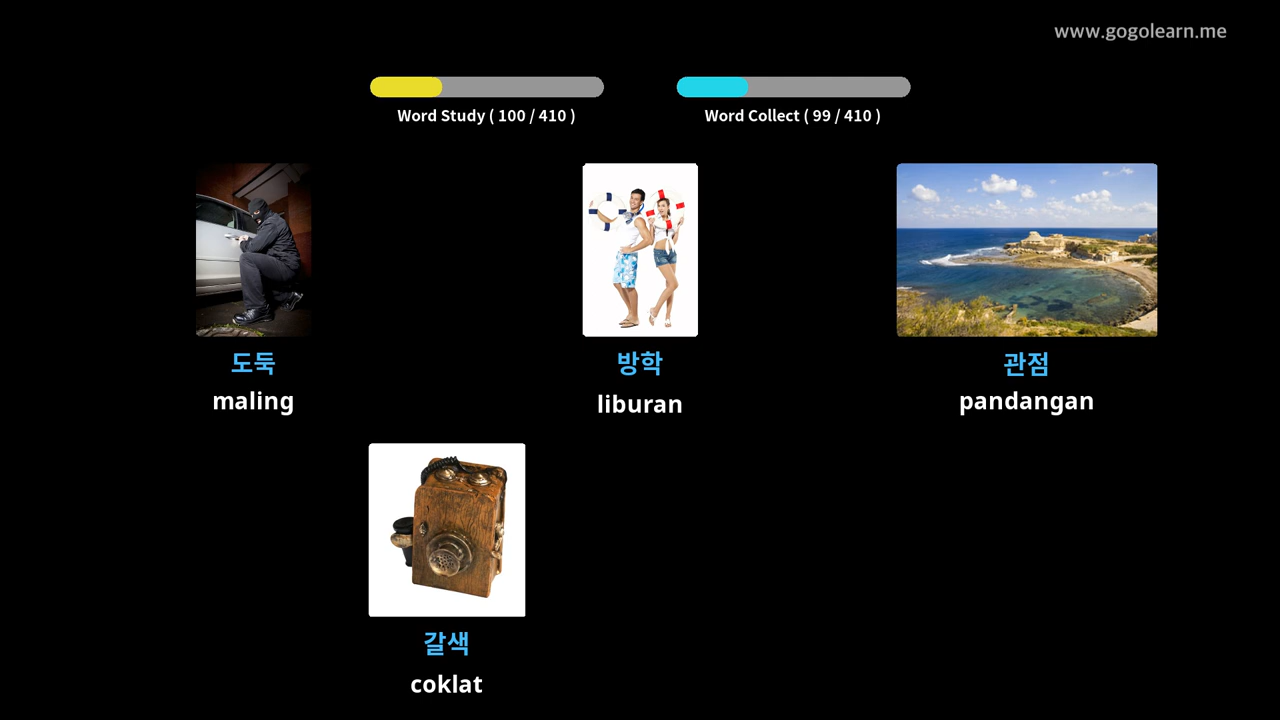 www.gogolearn.me
Word Study ( 100 / 410 )
Word Collect ( 99 / 410 )
도둑
maling
방학
liburan
관점
pandangan
갈색
coklat